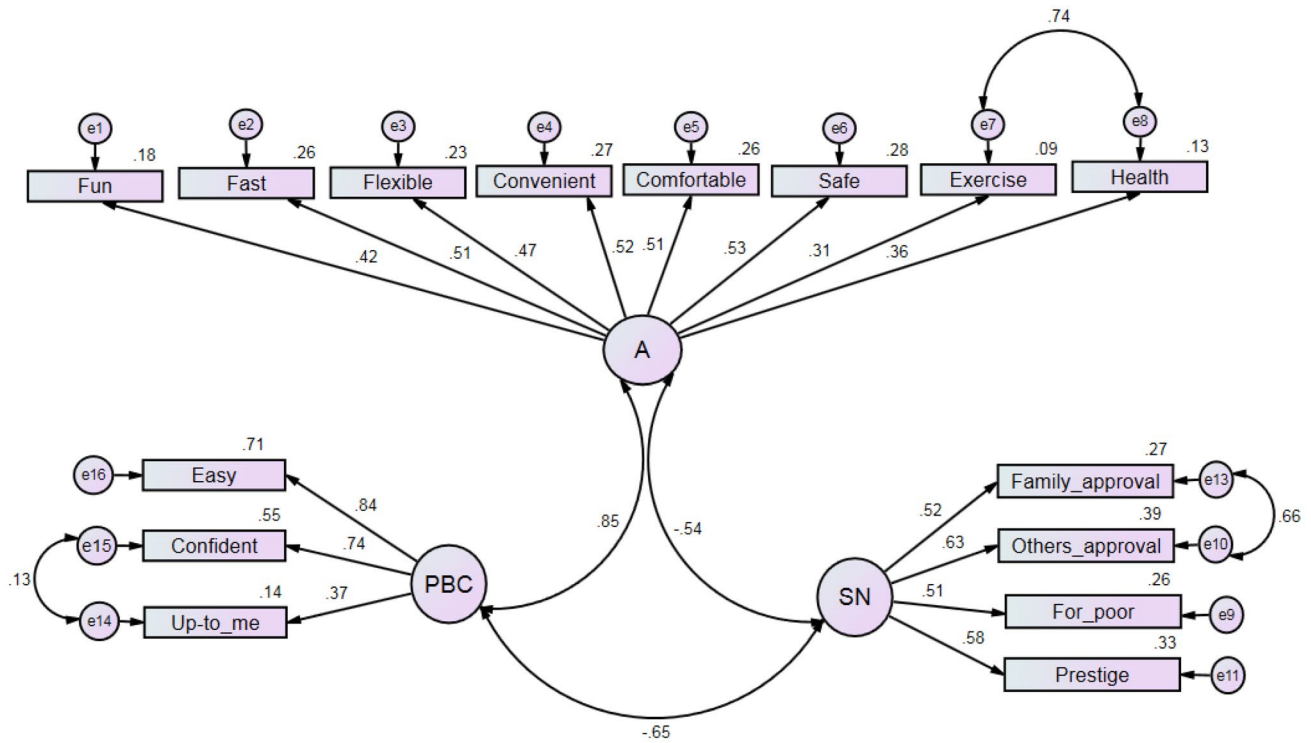 .74
e1
e2
e3
e4
e5
e6
e7
e8
.18
.26
.23
.27
.26
.28
.09
.13
Fun
Fast
Flexible
Convenient
Comfortable
Safe
Exercise
Health
.42
.51
.47
.52
.51
.53
.31
.36
A
.71
e16
Easy
.84
.55
e15
Confident
.74
.13
.14
.37
e14
Up-to_me
PBC
.85
-.54
.27
Family_approval
e13
.52
.39
.66
Others_approval
e10
.63
SN
.26
.51
For_poor
e9
.58
.33
Prestige
e11
-.65